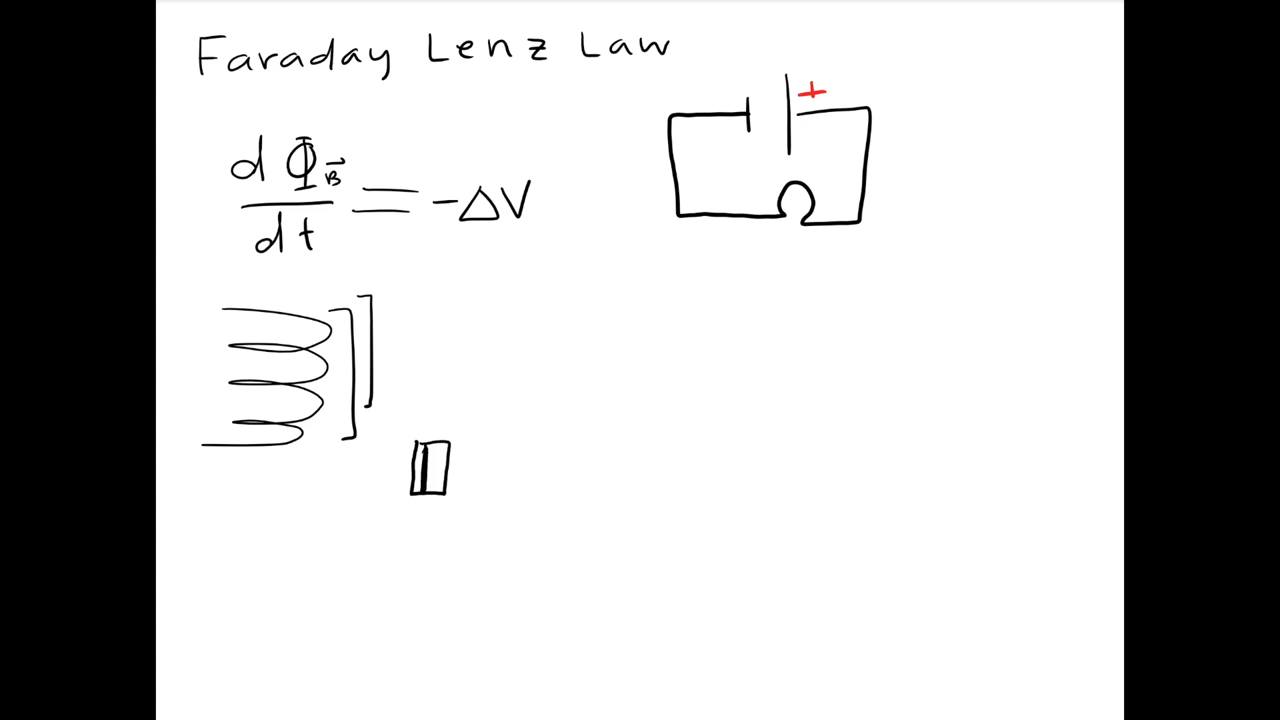 Faraday Lenz Law
+
dΦ_B⃗/dt = -ΔV